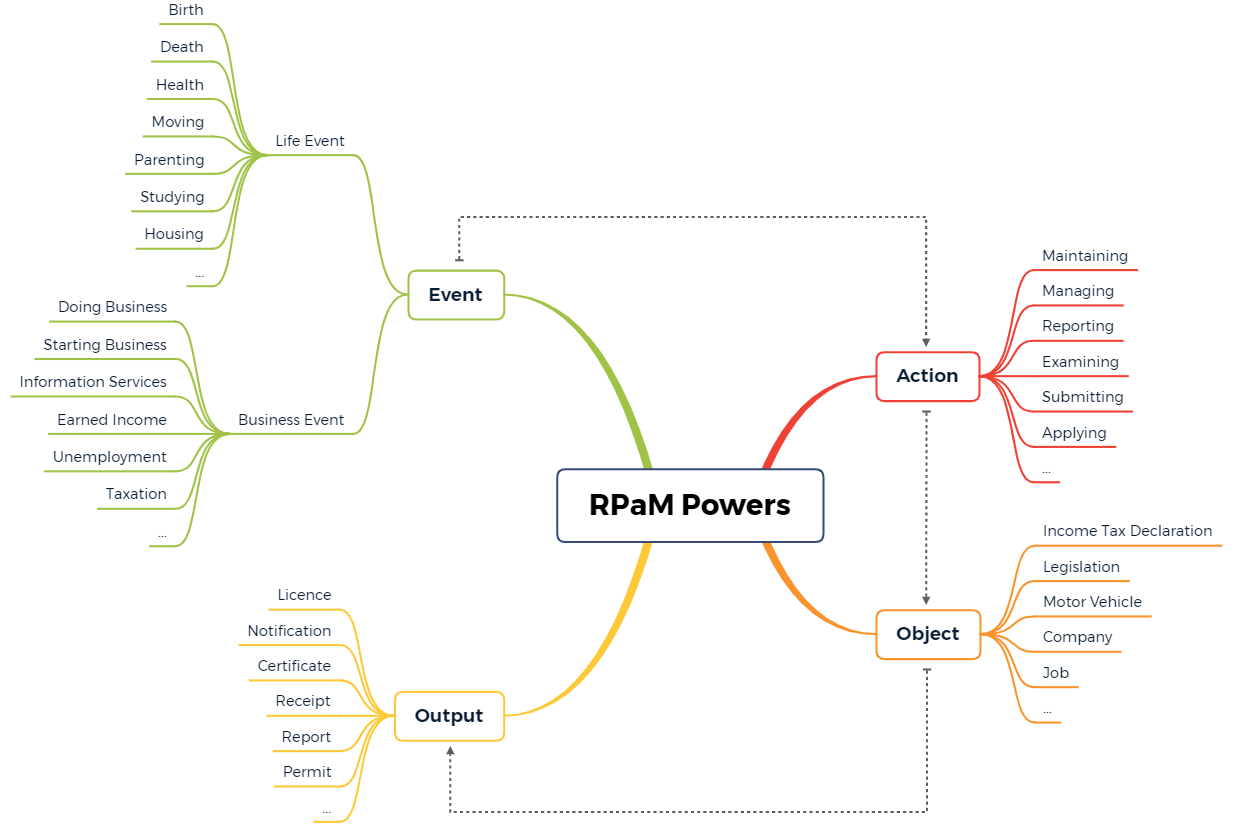 Birth
Death
Health
Moving
Parenting
Studying
Housing
...
Life Event
Doing Business
Starting Business
Information Services
Earned Income
Unemployment
Taxation
...
Business Event
Event
Licence
Notification
Certificate
Receipt
Report
Permit
...
Output
RPaM Powers
Action
Maintaining
Managing
Reporting
Examining
Submitting
Applying
...
Object
Income Tax Declaration
Legislation
Motor Vehicle
Company
Job
...